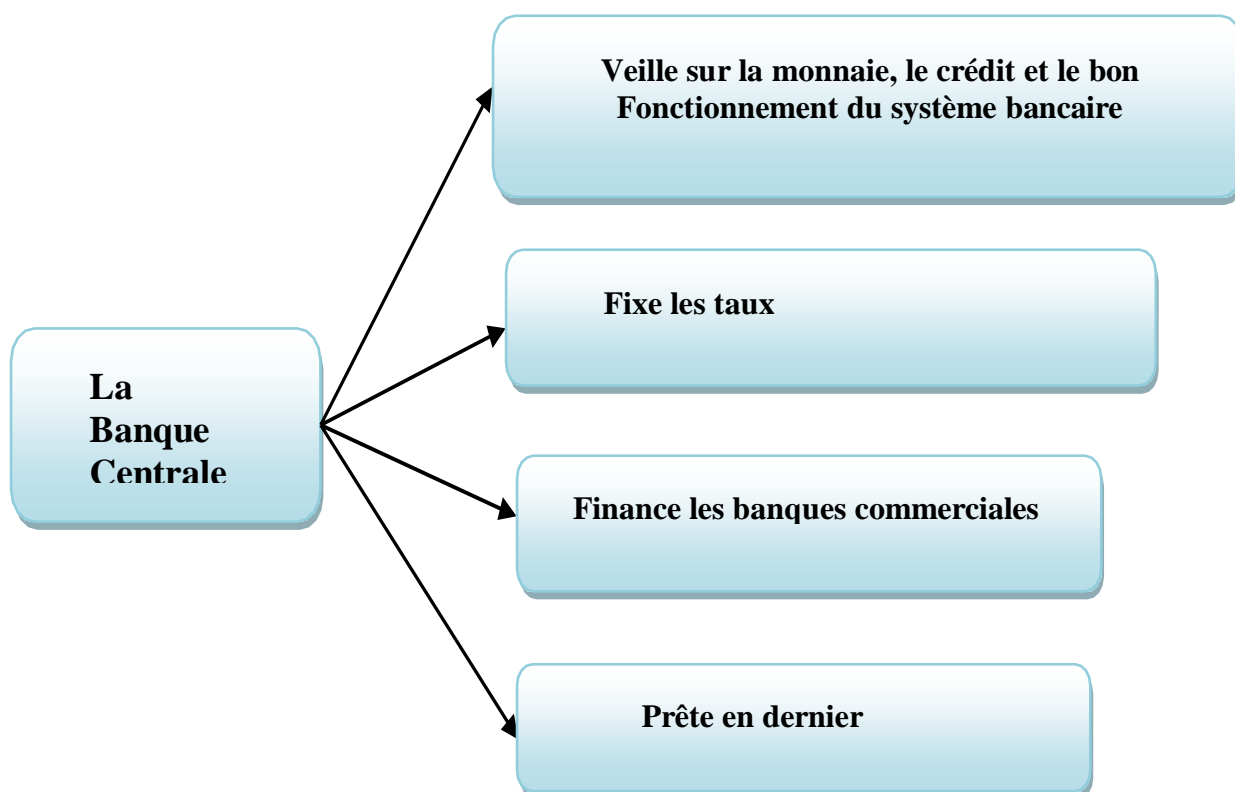 Veille sur la monnaie, le crédit et le bon
Fonctionnement du système bancaire
Fixe les taux
La
Banque
Centrale
Finance les banques commerciales
Prête en dernier